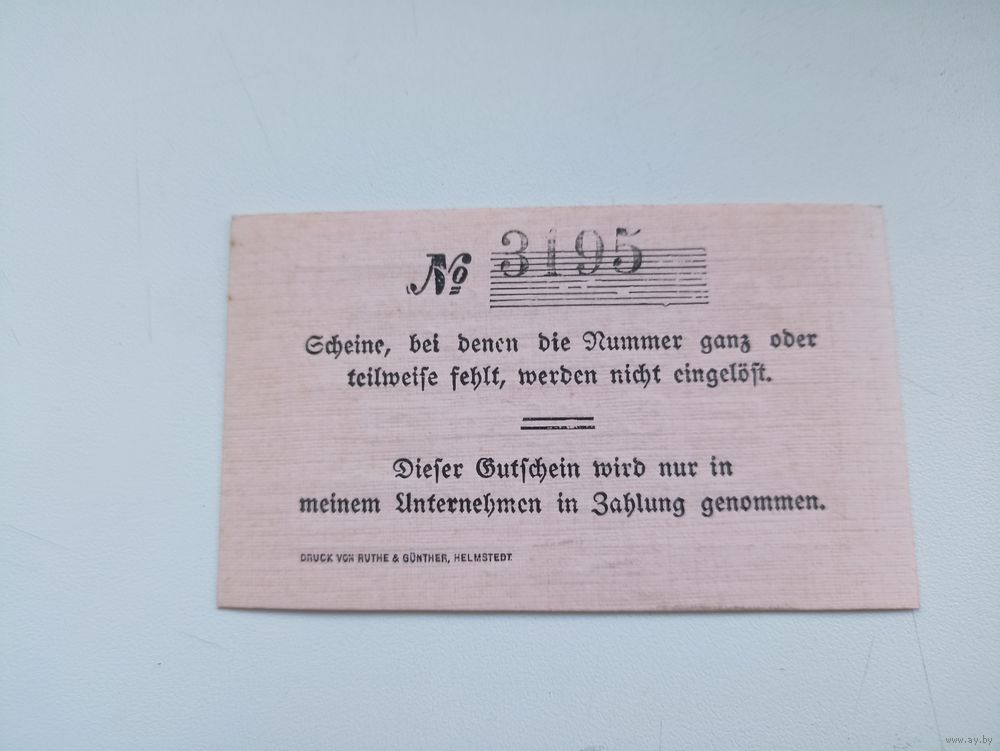 No 3195
Scheine, bei denen die Nummer ganz oder
teilweise fehlt, werden nicht eingelöst.
Dieser Gutschein wird nur in
meinem Unternehmen in Zahlung genommen.
DRUCK VON RUTHE & GÜNTHER, HELMSTEDT.
www.ay.by